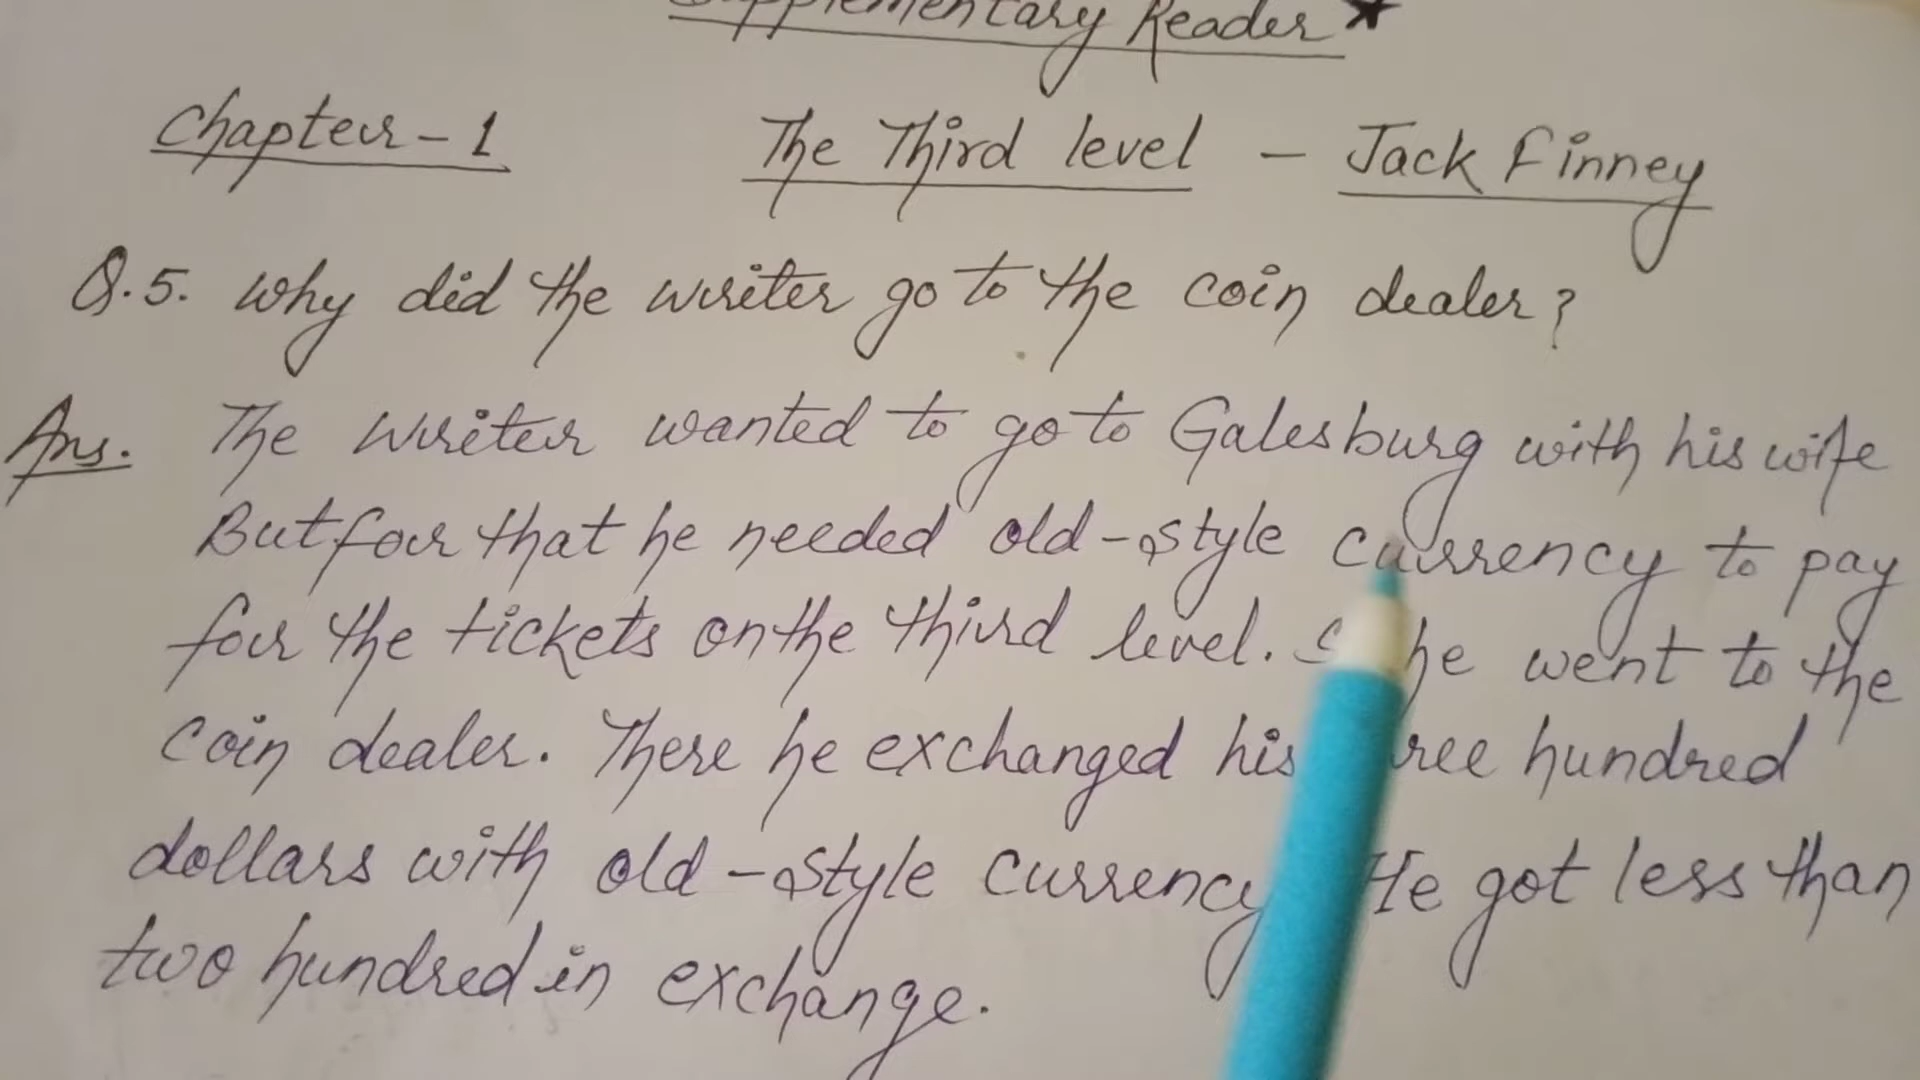 Supplementary Reader *
Chapter - 1 The Third level - Jack Finney
Q.5. Why did the writer go to the coin dealer?
Ans. The writer wanted to go to Galesburg with his wife
But for that he needed old-style currency to pay
for the tickets on the third level. he went to the
coin dealer. There he exchanged his hundred
dollars with old-style currency He got less than
two hundred in exchange.